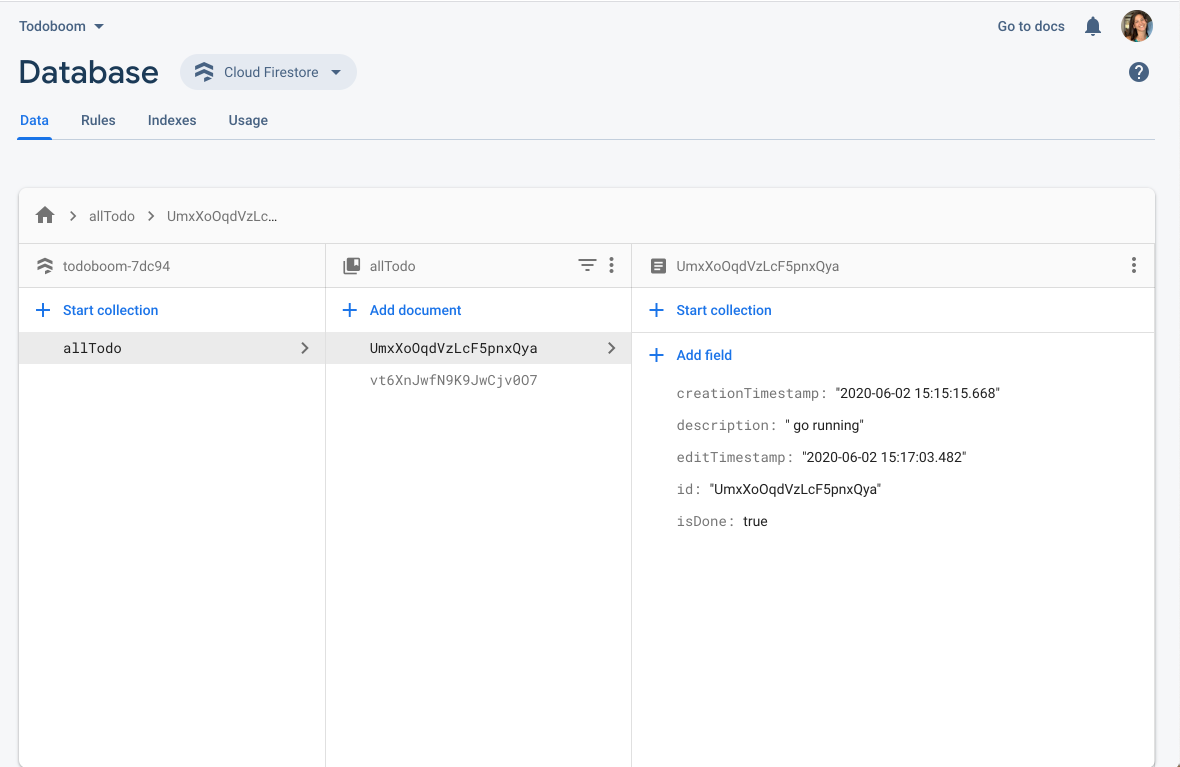 Todoboom
Go to docs
Database
Cloud Firestore
?
Data Rules Indexes Usage
allTodo UmxXoOqdVzLc...
todoboom-7dc94
allTodo
UmxXoOqdVzLcF5pnxQya
+ Start collection
+ Add document
+ Start collection
allTodo
UmxXoOqdVzLcF5pnxQya
vt6XnJwfN9K9JwCjv0O7
+ Add field
creationTimestamp: "2020-06-02 15:15:15.668"
description: " go running"
editTimestamp: "2020-06-02 15:17:03.482"
id: "UmxXoOqdVzLcF5pnxQya"
isDone: true